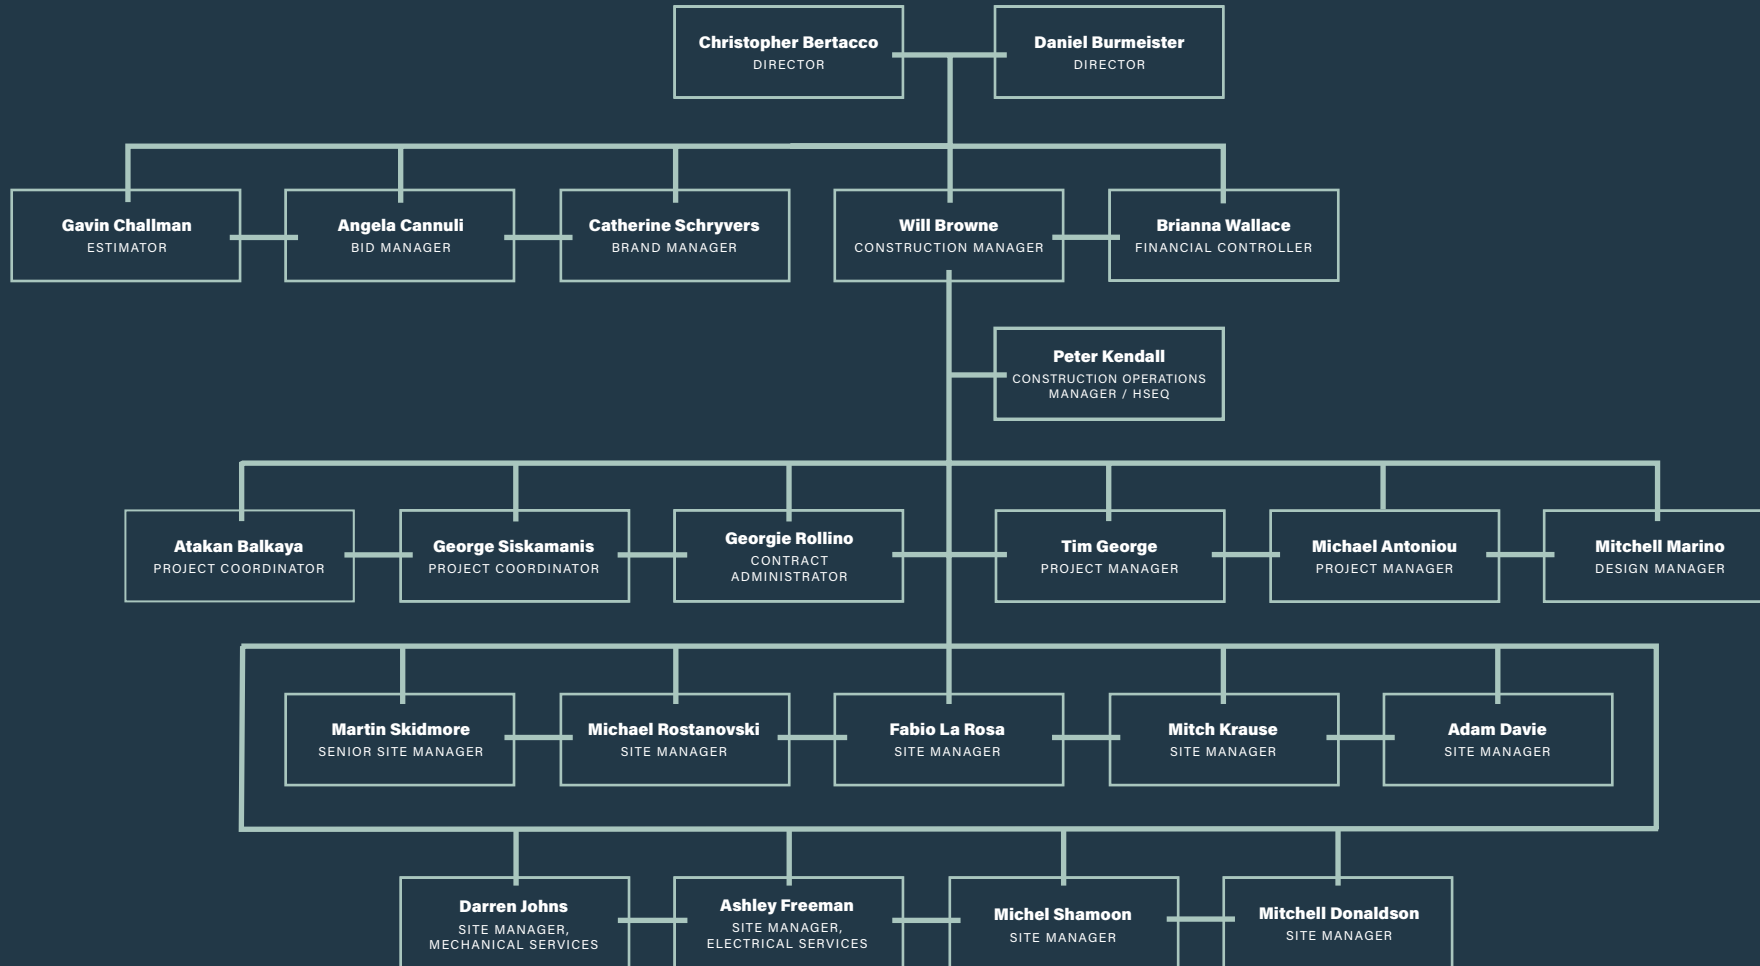 Christopher Bertacco
DIRECTOR
Daniel Burmeister
DIRECTOR
Gavin Challman
ESTIMATOR
Angela Cannuli
BID MANAGER
Catherine Schryvers
BRAND MANAGER
Will Browne
CONSTRUCTION MANAGER
Brianna Wallace
FINANCIAL CONTROLLER
Peter Kendall
CONSTRUCTION OPERATIONS
MANAGER / HSEQ
Atakan Balkaya
PROJECT COORDINATOR
George Siskamanis
PROJECT COORDINATOR
Georgie Rollino
CONTRACT
ADMINISTRATOR
Tim George
PROJECT MANAGER
Michael Antoniou
PROJECT MANAGER
Mitchell Marino
DESIGN MANAGER
Martin Skidmore
SENIOR SITE MANAGER
Michael Rostanovski
SITE MANAGER
Fabio La Rosa
SITE MANAGER
Mitch Krause
SITE MANAGER
Adam Davie
SITE MANAGER
Darren Johns
SITE MANAGER,
MECHANICAL SERVICES
Ashley Freeman
SITE MANAGER,
ELECTRICAL SERVICES
Michel Shamoon
SITE MANAGER
Mitchell Donaldson
SITE MANAGER